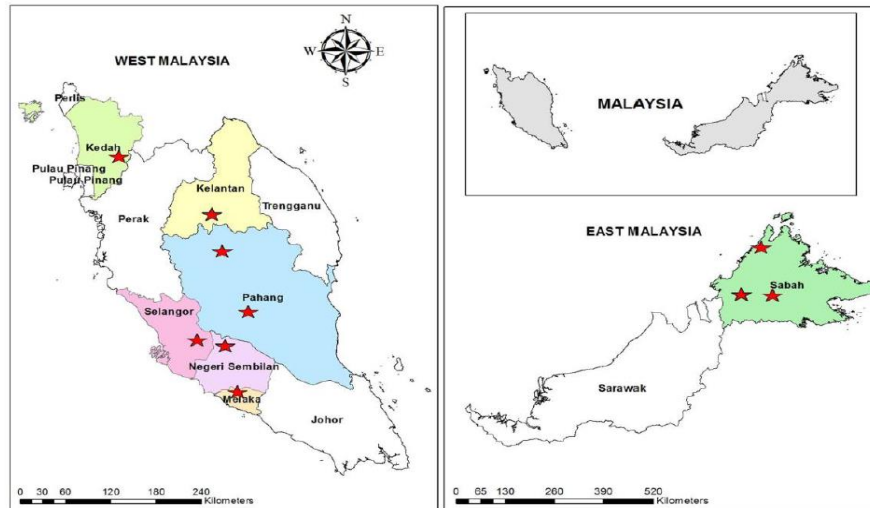 N
W E
S
WEST MALAYSIA
Perlis
Kedah
Pulau Pinang
Pulau Pinang
Kelantan
Trengganu
Perak
Pahang
Selangor
Negeri Sembilan
Melaka
Johor
0 30 60 120 180 240
Kilometers
MALAYSIA
EAST MALAYSIA
Sabah
Sarawak
0 65 130 260 390 520
Kilometers